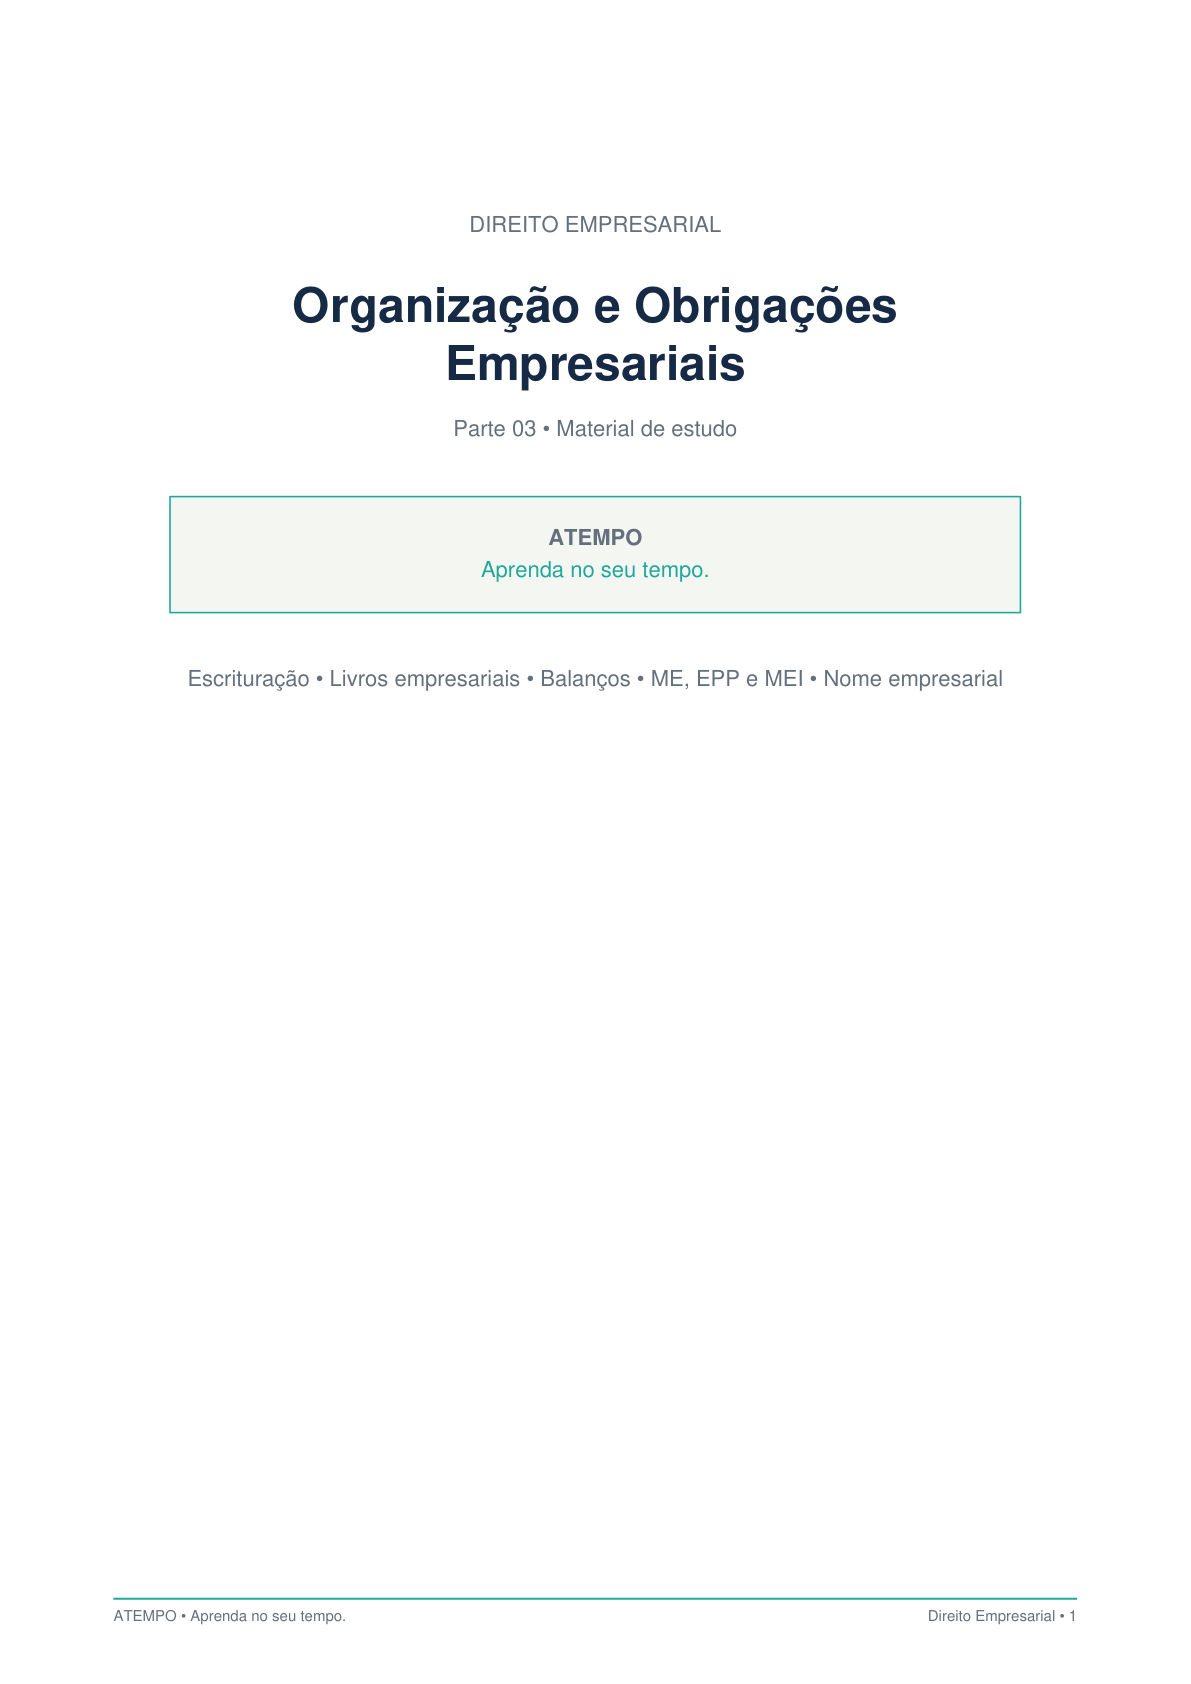 DIREITO EMPRESARIAL
Organização e Obrigações
Empresariais
Parte 03 • Material de estudo
ATEMPO
Aprenda no seu tempo.
Escrituração • Livros empresariais • Balanços • ME, EPP e MEI • Nome empresarial
ATEMPO • Aprenda no seu tempo.
Direito Empresarial • 1